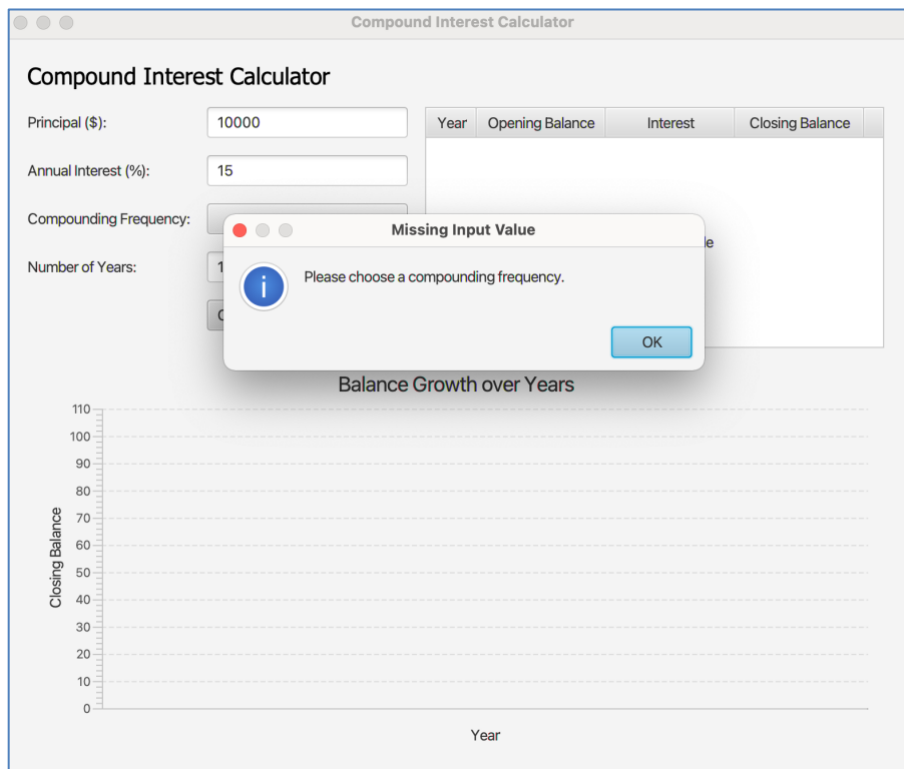 Compound Interest Calculator
Compound Interest Calculator
Principal ($):
10000
Year
Opening Balance
Interest
Closing Balance
Annual Interest (%):
15
Compounding Frequency:
Missing Input Value
Number of Years:
1
Please choose a compounding frequency.
OK
Balance Growth over Years
110
100
90
80
70
60
50
40
30
20
10
0
Closing Balance
Year